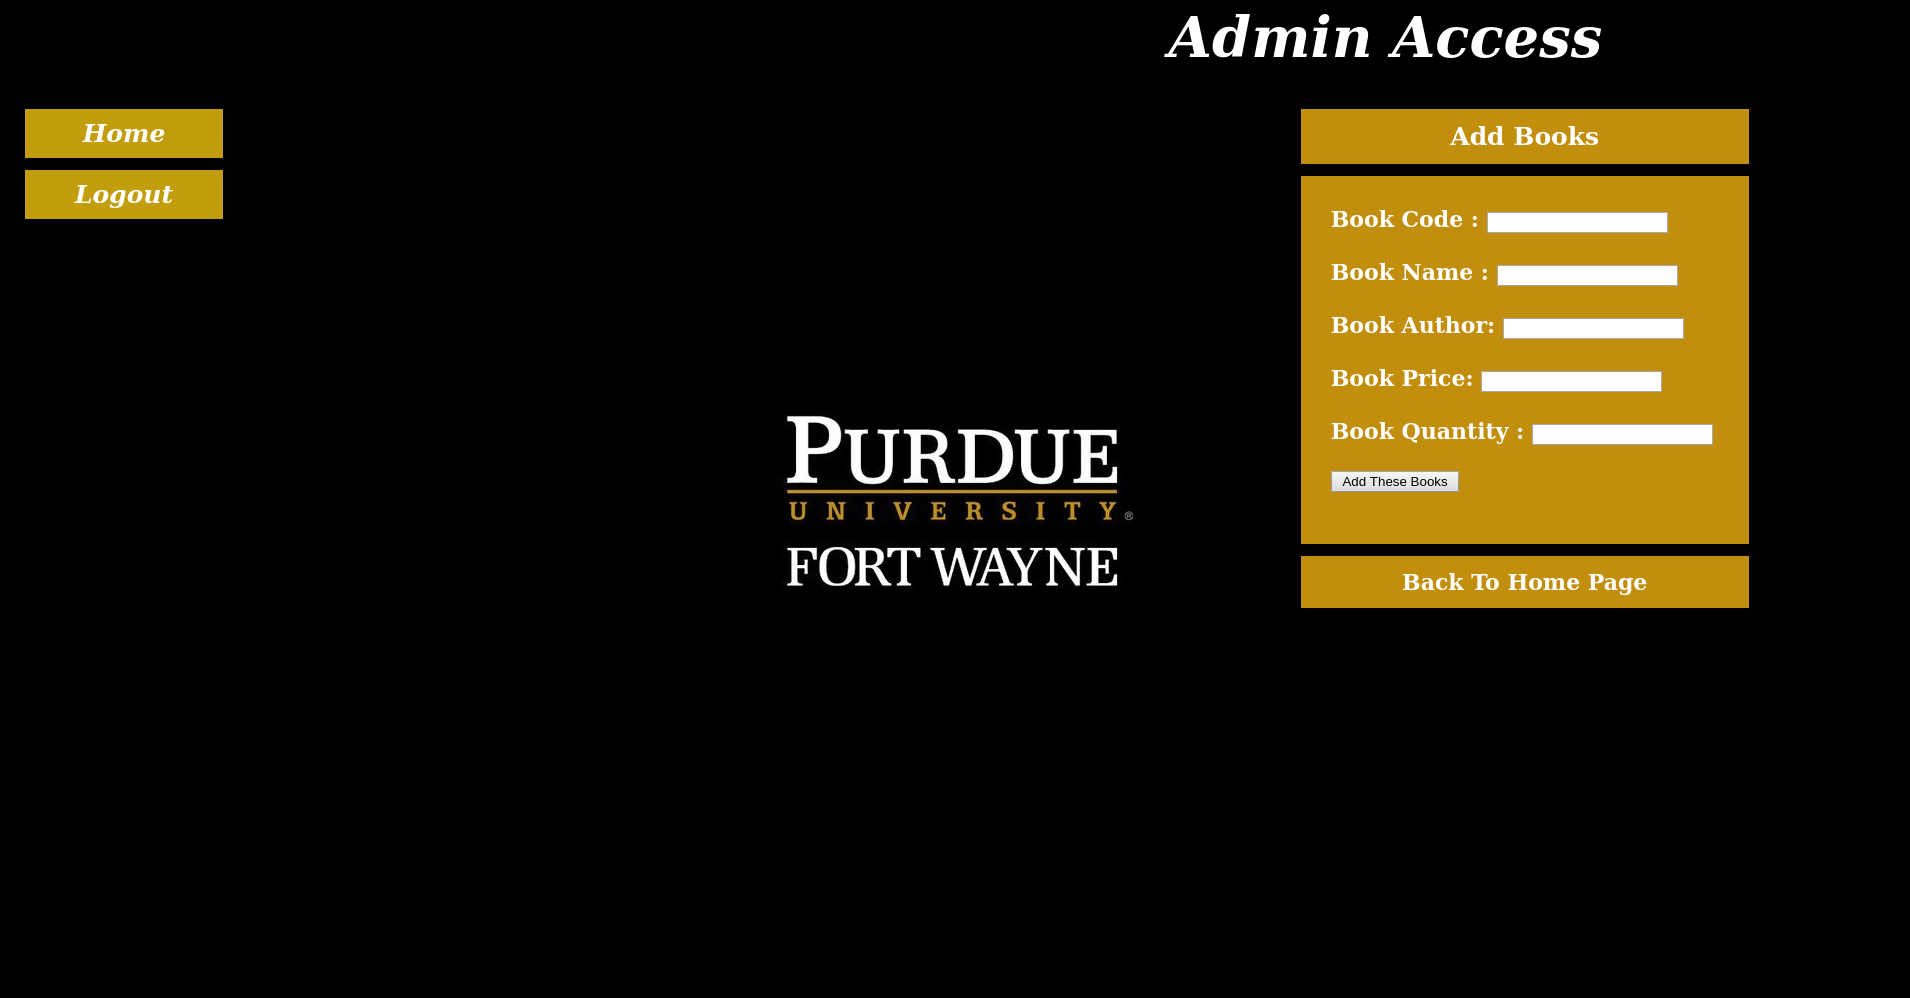 Admin Access
Home
Logout
Add Books
Book Code :
Book Name :
Book Author:
Book Price:
Book Quantity :
Add These Books
Back To Home Page
PURDUE
UNIVERSITY®
FORT WAYNE